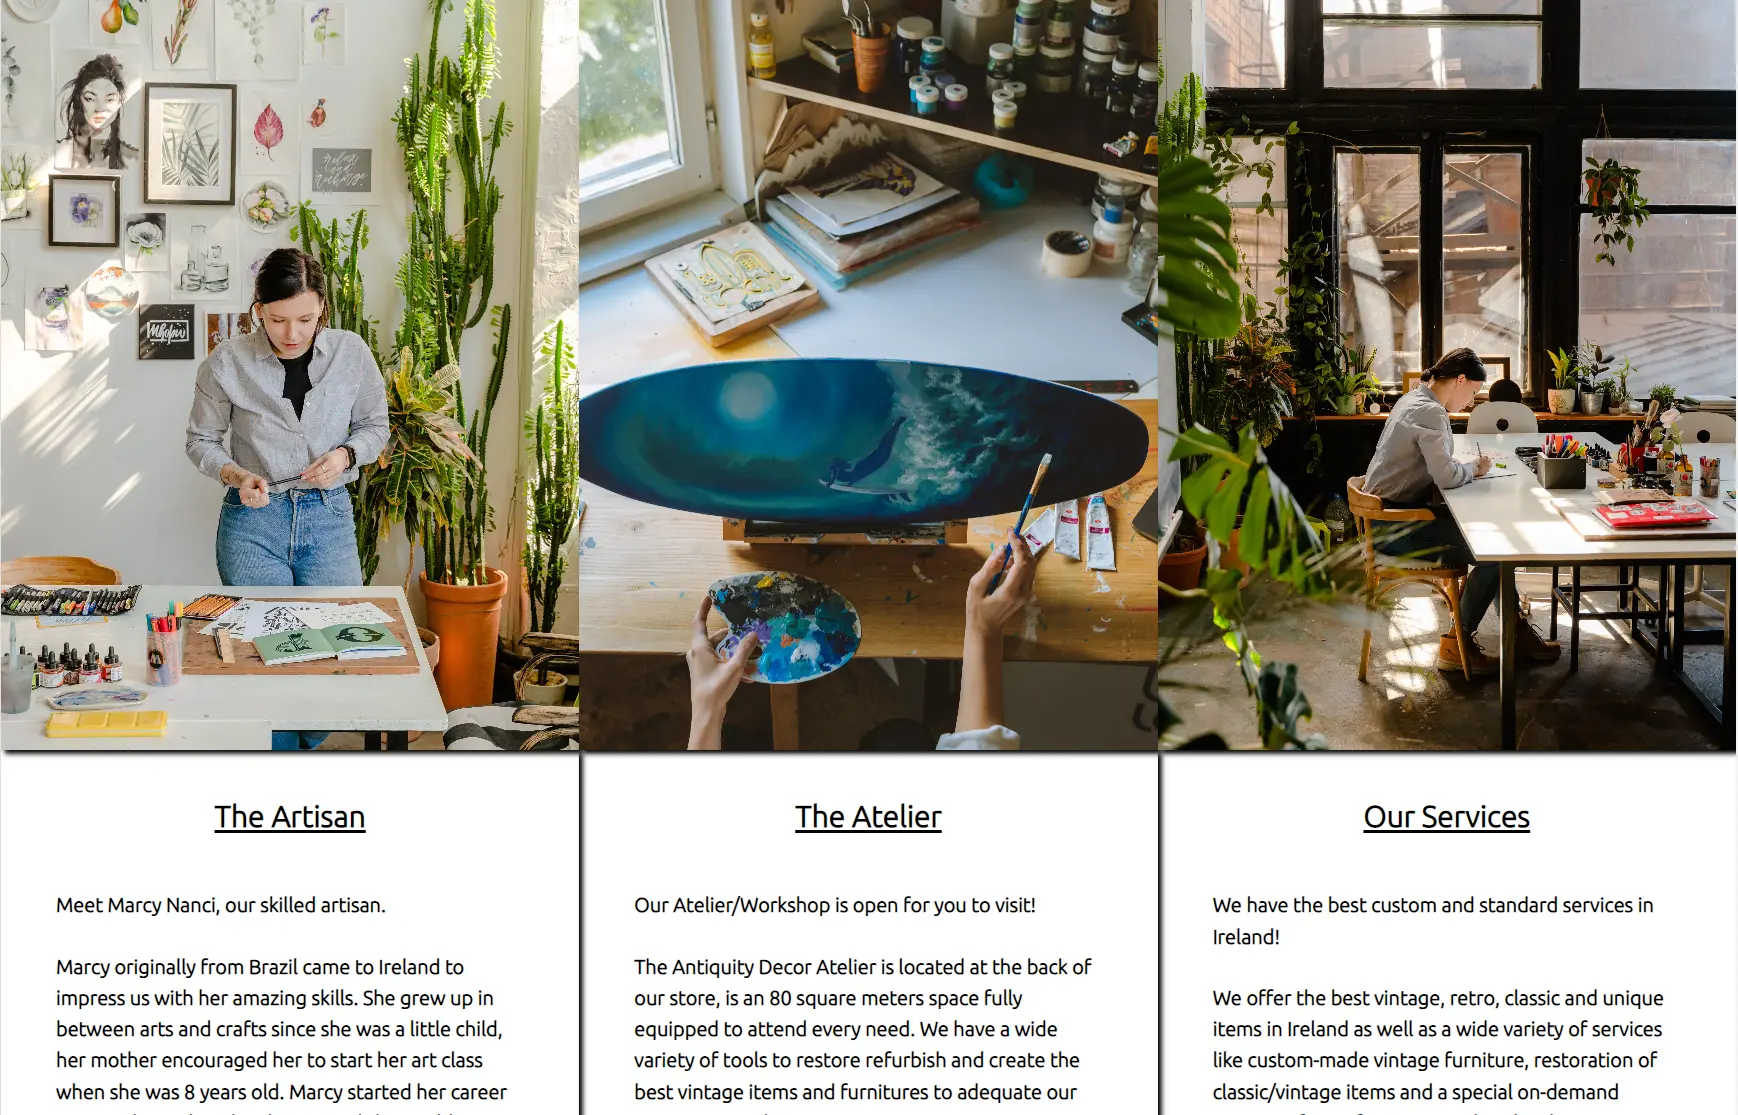 relax
and
recharge
The Artisan
Meet Marcy Nanci, our skilled artisan.
Marcy originally from Brazil came to Ireland to
impress us with her amazing skills. She grew up in
between arts and crafts since she was a little child,
her mother encouraged her to start her art class
when she was 8 years old. Marcy started her career
The Atelier
Our Atelier/Workshop is open for you to visit!
The Antiquity Decor Atelier is located at the back of
our store, is an 80 square meters space fully
equipped to attend every need. We have a wide
variety of tools to restore refurbish and create the
best vintage items and furnitures to adequate our
Our Services
We have the best custom and standard services in
Ireland!
We offer the best vintage, retro, classic and unique
items in Ireland as well as a wide variety of services
like custom-made vintage furniture, restoration of
classic/vintage items and a special on-demand